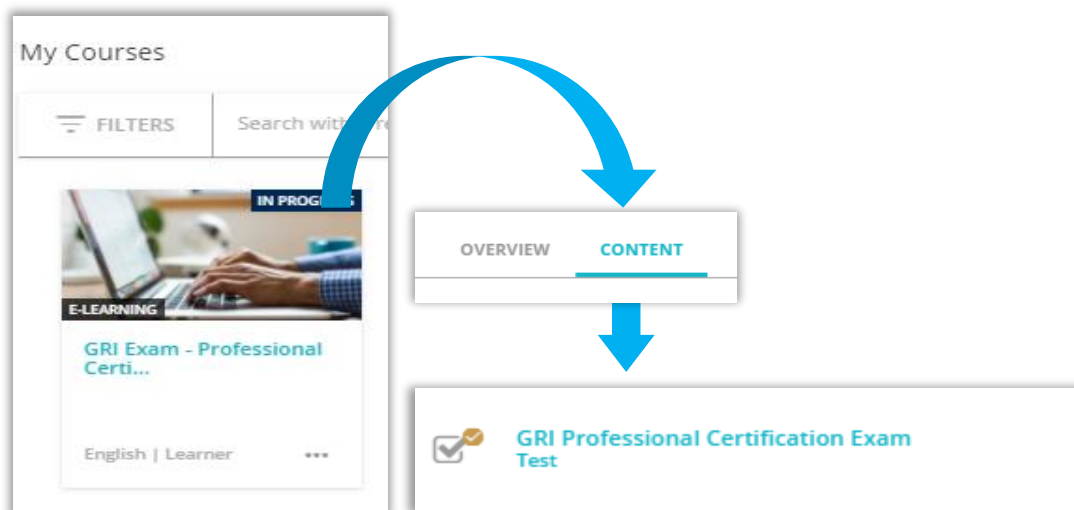 My Courses
FILTERS
Search with
IN PROG
E-LEARNING
GRI Exam - Professional
Certi...
English | Learner
OVERVIEW
CONTENT
GRI Professional Certification Exam
Test